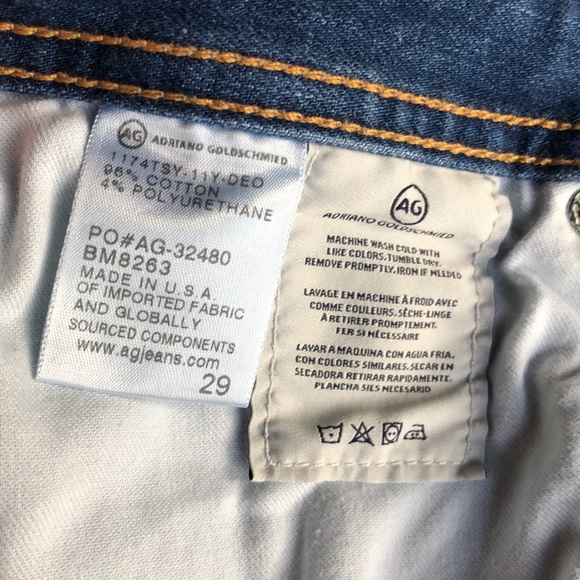 AG ADRIANO GOLDSCHMIED
1174TSY-11Y-DEO
96% COTTON
4% POLYURETHANE
PO#AG-32480
BM8263
MADE IN U.S.A
OF IMPORTED FABRIC
AND GLOBALLY
SOURCED COMPONENTS
www.agjeans.com
29
AG
ADRIANO GOLDSCHMIED
MACHINE WASH COLD WITH
LIKE COLORS. TUMBLE DRY.
REMOVE PROMPTLY. IRON IF NEEDED
LAVAGE EN MACHINE À FROID AVEC
COMME COULEURS. SÈCHE-LINGE
À RETIRER PROMPTEMENT.
FER SI NÉCESSAIRE
LAVAR A MAQUINA CON AGUA FRIA.
CON COLORES SIMILARES. SECAR EN
SECADORA RETIRAR RAPIDAMENTE.
PLANCHA SIES NECESARIO